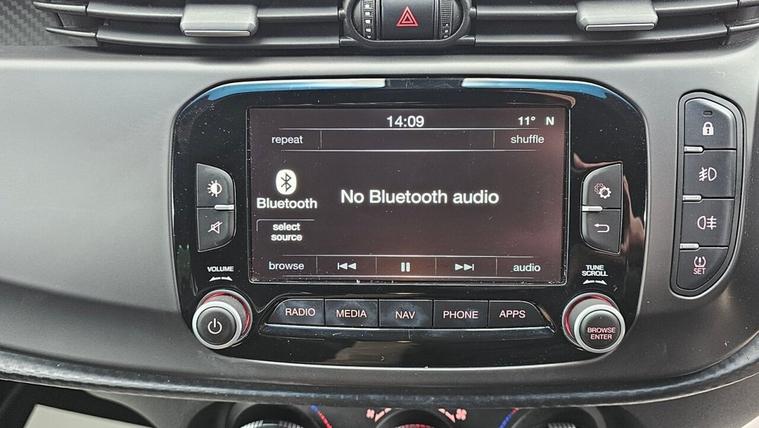 14:09
11° N
repeat
shuffle
Bluetooth
No Bluetooth audio
select
source
browse
audio
VOLUME
TUNE
SCROLL
RADIO
MEDIA
NAV
PHONE
APPS
BROWSE
ENTER
SET